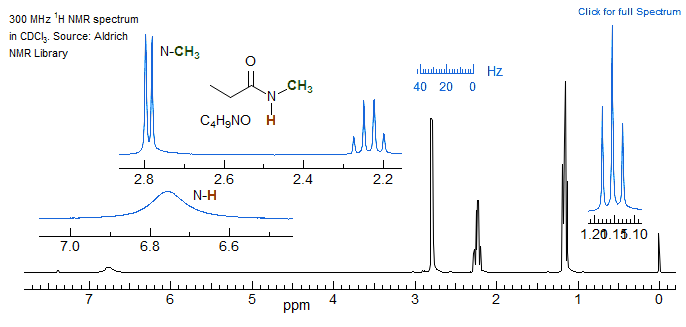 300 MHz ¹H NMR spectrum
in CDCl₃. Source: Aldrich
NMR Library
Click for full Spectrum
N-CH₃
O
CH₃
N
H
C₄H₉NO
Hz
40 20 0
2.8 2.6 2.4 2.2
N-H
7.0 6.8 6.6
1.20 1.15 1.10
7 6 5 4 3 2 1 0
ppm